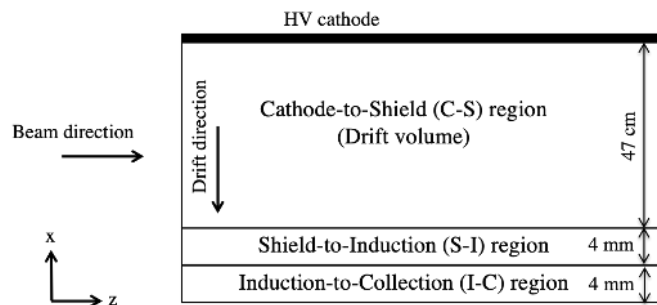 HV cathode
Cathode-to-Shield (C-S) region
(Drift volume)
Beam direction
Drift direction
47 cm
Shield-to-Induction (S-I) region
4 mm
Induction-to-Collection (I-C) region
4 mm
x
z